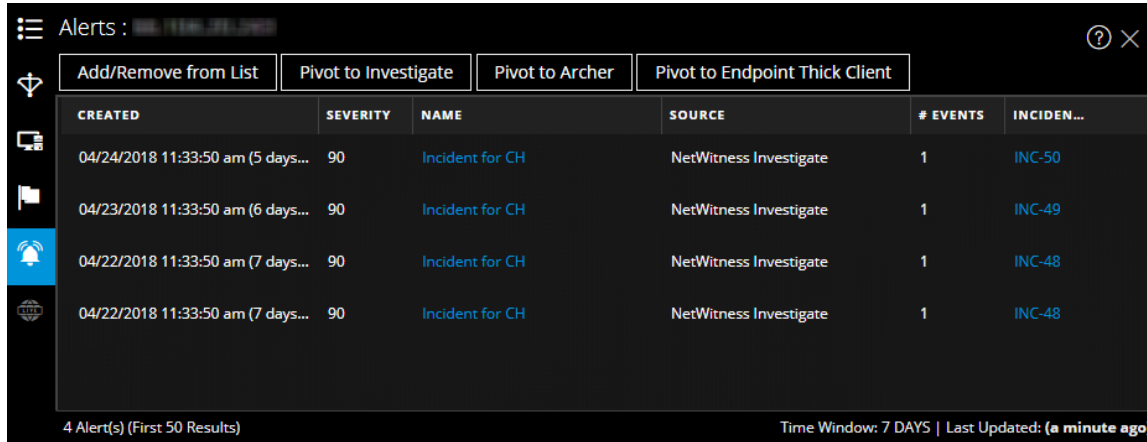 Alerts :
Add/Remove from List Pivot to Investigate Pivot to Archer Pivot to Endpoint Thick Client
CREATED SEVERITY NAME SOURCE # EVENTS INCIDEN...
04/24/2018 11:33:50 am (5 days... 90 Incident for CH NetWitness Investigate 1 INC-50
04/23/2018 11:33:50 am (6 days... 90 Incident for CH NetWitness Investigate 1 INC-49
04/22/2018 11:33:50 am (7 days... 90 Incident for CH NetWitness Investigate 1 INC-48
04/22/2018 11:33:50 am (7 days... 90 Incident for CH NetWitness Investigate 1 INC-48
LIVE
4 Alert(s) (First 50 Results) Time Window: 7 DAYS | Last Updated: (a minute ago